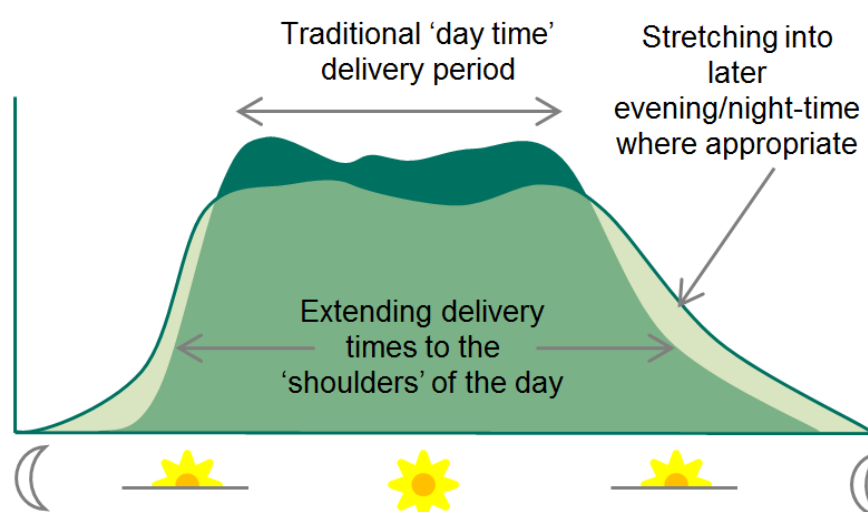 Traditional ‘day time’
delivery period
Stretching into
later
evening/night-time
where appropriate
Extending delivery
times to the
‘shoulders’ of the day